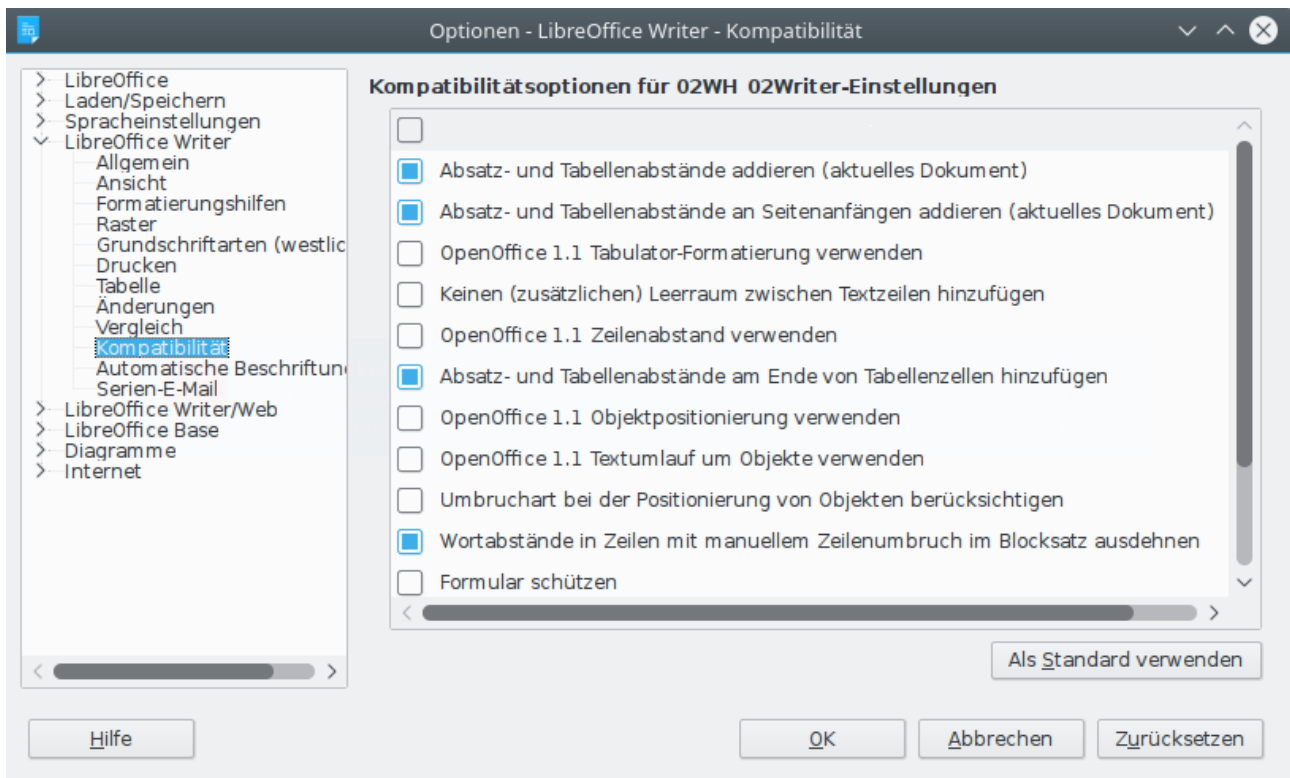 Optionen - LibreOffice Writer - Kompatibilität
LibreOffice
Laden/Speichern
Spracheinstellungen
LibreOffice Writer
Allgemein
Ansicht
Formatierungshilfen
Raster
Grundschriftarten (westlic
Drucken
Tabelle
Änderungen
Vergleich
Kompatibilität
Automatische Beschriftun
Serien-E-Mail
LibreOffice Writer/Web
LibreOffice Base
Diagramme
Internet
Kompatibilitätsoptionen für 02WH_02Writer-Einstellungen
Absatz- und Tabellenabstände addieren (aktuelles Dokument)
Absatz- und Tabellenabstände an Seitenanfängen addieren (aktuelles Dokument)
OpenOffice 1.1 Tabulator-Formatierung verwenden
Keinen (zusätzlichen) Leerraum zwischen Textzeilen hinzufügen
OpenOffice 1.1 Zeilenabstand verwenden
Absatz- und Tabellenabstände am Ende von Tabellenzellen hinzufügen
OpenOffice 1.1 Objektpositionierung verwenden
OpenOffice 1.1 Textumlauf um Objekte verwenden
Umbruchart bei der Positionierung von Objekten berücksichtigen
Wortabstände in Zeilen mit manuellem Zeilenumbruch im Blocksatz ausdehnen
Formular schützen
Als Standard verwenden
Hilfe
OK
Abbrechen
Zurücksetzen